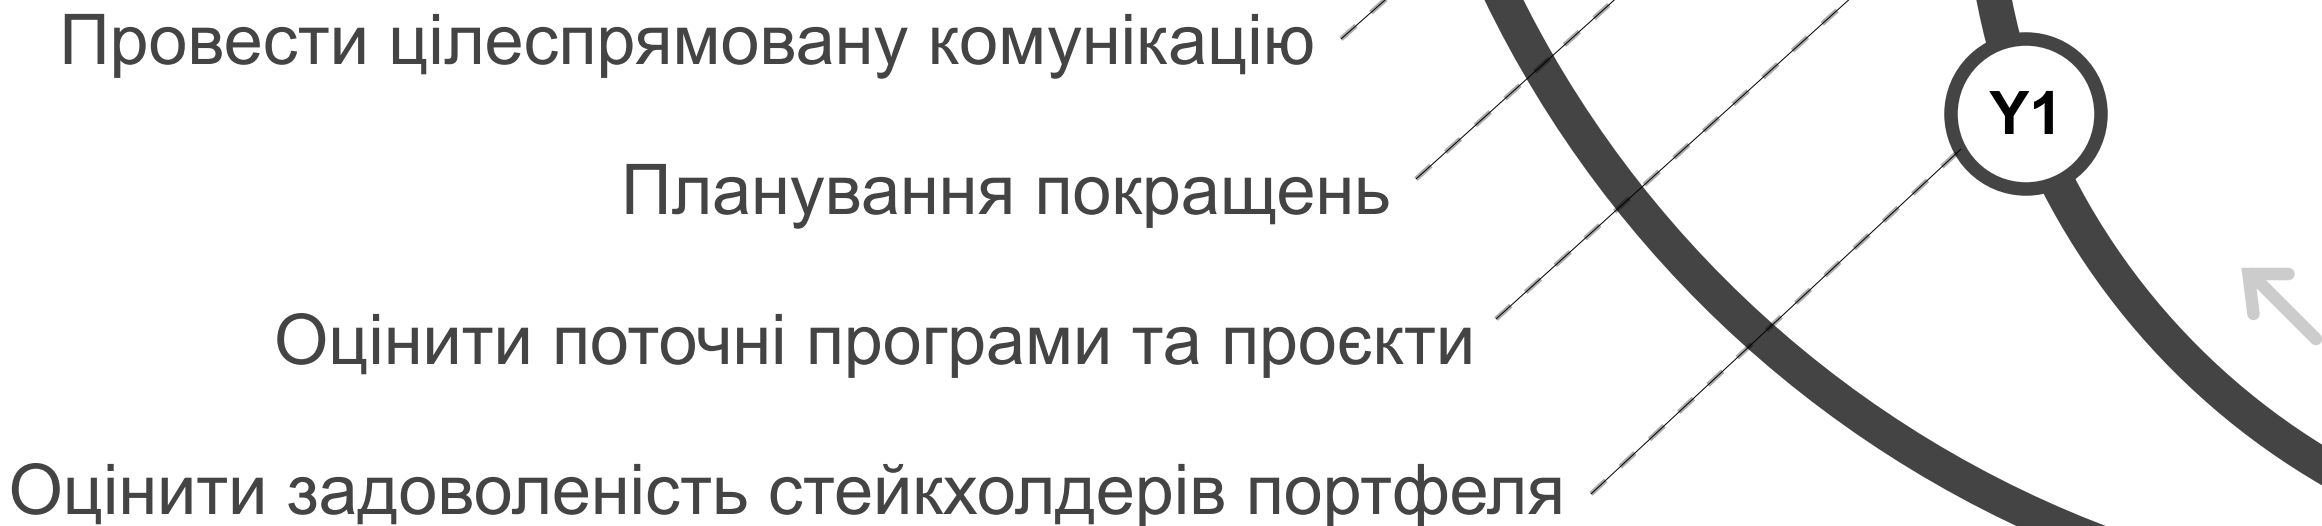 Провести цілеспрямовану комунікацію
Y1
Планування покращень
Оцінити поточні програми та проєкти
Оцінити задоволеність стейкхолдерів портфеля